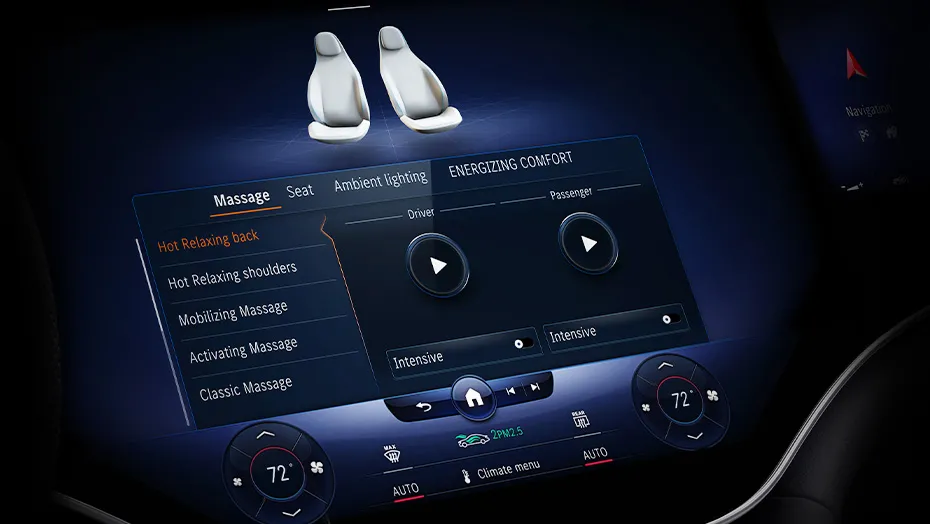 Navigation
Massage Seat Ambient lighting ENERGIZING COMFORT
Driver Passenger
Hot Relaxing back
Hot Relaxing shoulders
Mobilizing Massage
Activating Massage
Classic Massage
Intensive Intensive
72°
72°
MAX
2PM2.5
REAR
AUTO
Climate menu
AUTO